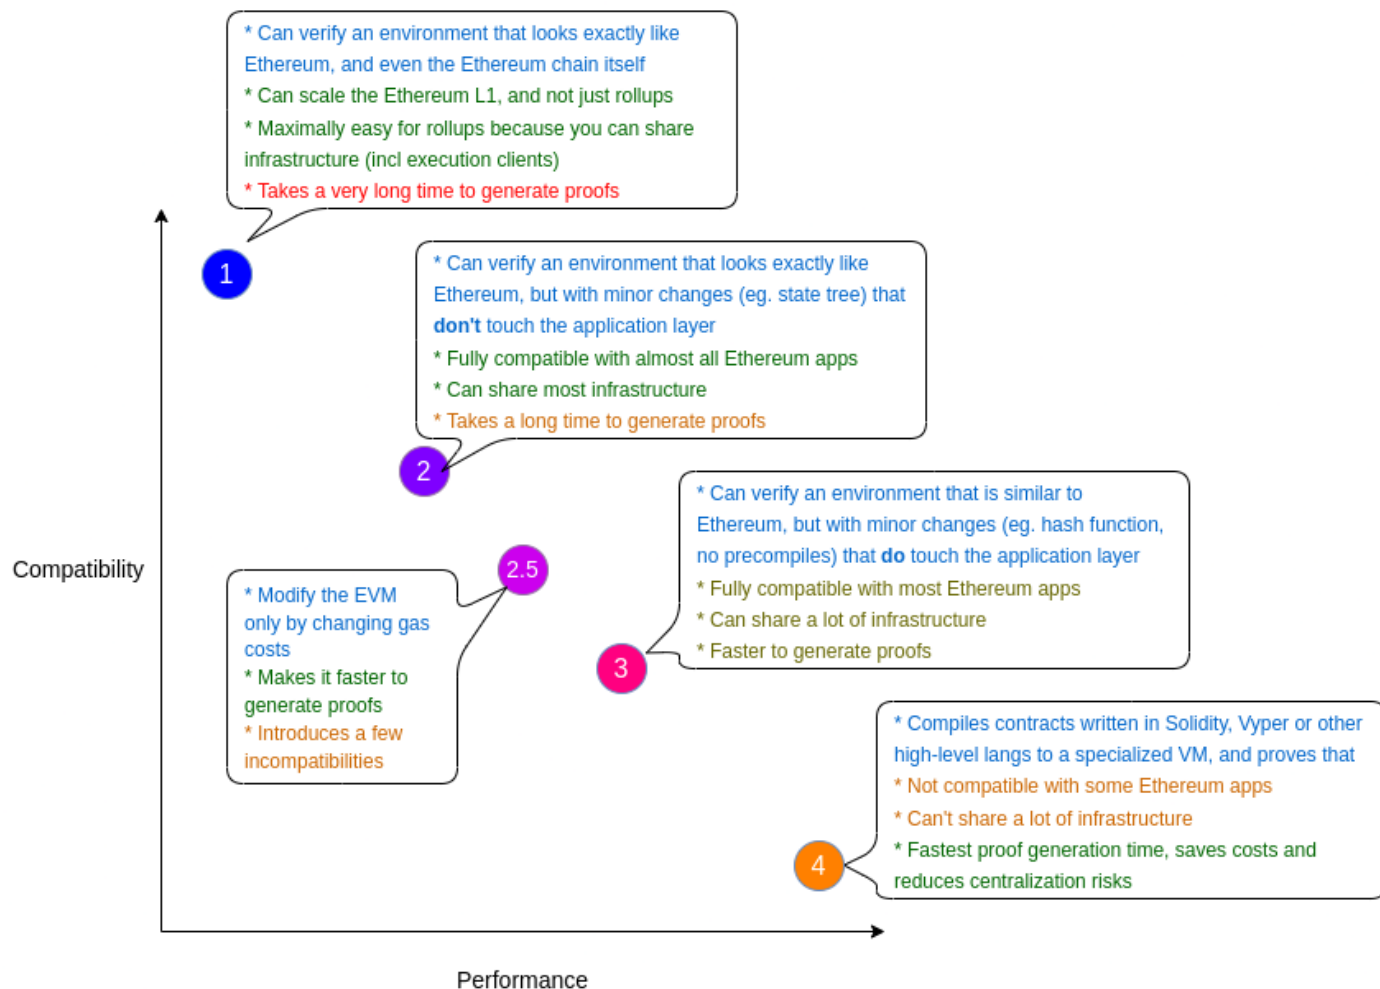 * Can verify an environment that looks exactly like
Ethereum, and even the Ethereum chain itself
* Can scale the Ethereum L1, and not just rollups
* Maximally easy for rollups because you can share
infrastructure (incl execution clients)
* Takes a very long time to generate proofs
1
* Can verify an environment that looks exactly like
Ethereum, but with minor changes (eg. state tree) that
don't touch the application layer
* Fully compatible with almost all Ethereum apps
* Can share most infrastructure
* Takes a long time to generate proofs
2
* Can verify an environment that is similar to
Ethereum, but with minor changes (eg. hash function,
no precompiles) that do touch the application layer
* Fully compatible with most Ethereum apps
* Can share a lot of infrastructure
* Faster to generate proofs
Compatibility
2.5
* Modify the EVM
only by changing gas
costs
* Makes it faster to
generate proofs
* Introduces a few
incompatibilities
3
* Compiles contracts written in Solidity, Vyper or other
high-level langs to a specialized VM, and proves that
* Not compatible with some Ethereum apps
* Can't share a lot of infrastructure
* Fastest proof generation time, saves costs and
reduces centralization risks
4
Performance